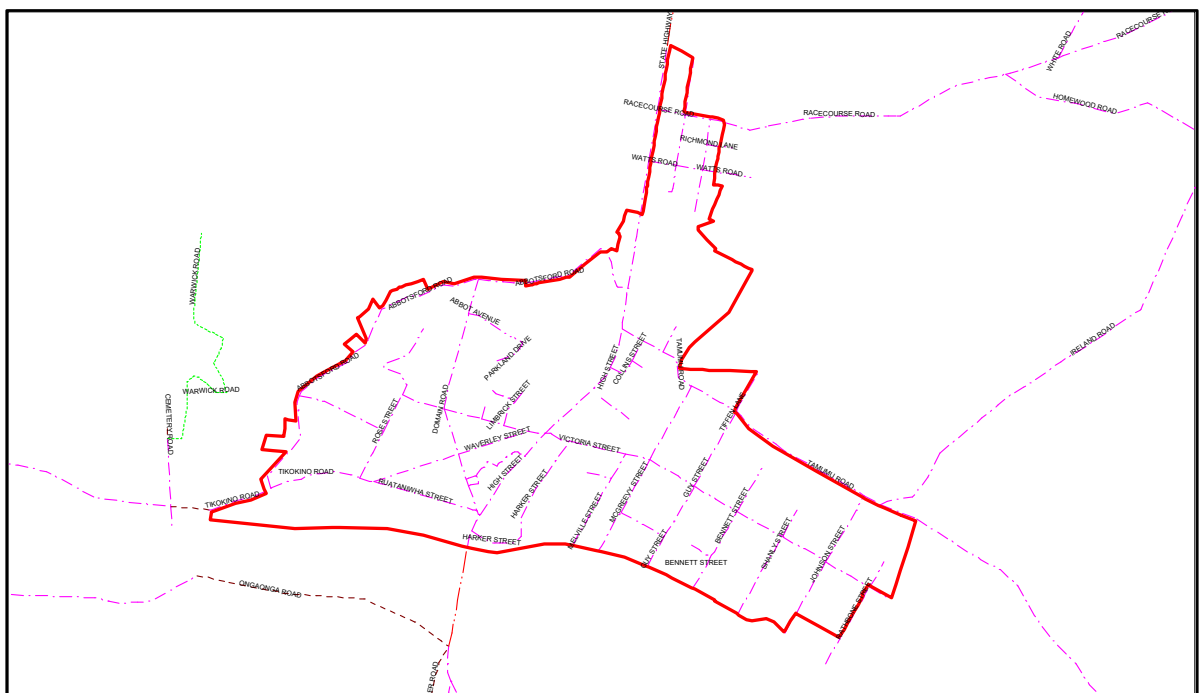 RACECOURSE R
STATE HIGHWAY
WHITE ROAD
HOMEWOOD ROAD
RACECOURSE ROAD
RACECOURSE ROAD
RICHMOND LANE
WATTS ROAD
WATTS ROAD
WARWICK ROAD
ABBOTSFORD ROAD
ABBOTSFORD ROAD
ABBOT AVENUE
IRELAND ROAD
PARKLAND DRIVE
COLLINS STREET
HIGH STREET
TAMUMU ROAD
ABBOTSFORD ROAD
WARWICK ROAD
CEMETERY ROAD
ROSE STREET
DOMAIN ROAD
LIMBRICK STREET
TIFFEN LANE
WAVERLEY STREET
VICTORIA STREET
TIKOKINO ROAD
HIGH STREET
TAMUMU ROAD
RUATANIWHA STREET
HARKER STREET
MCGREEVY STREET
GUY STREET
TIKOKINO ROAD
MELVILLE STREET
BENNETT STREET
HARKER STREET
GUY STREET
BENNETT STREET
SHANLY STREET
JOHNSON STREET
ONGAONGA ROAD
RATHBONE STREET